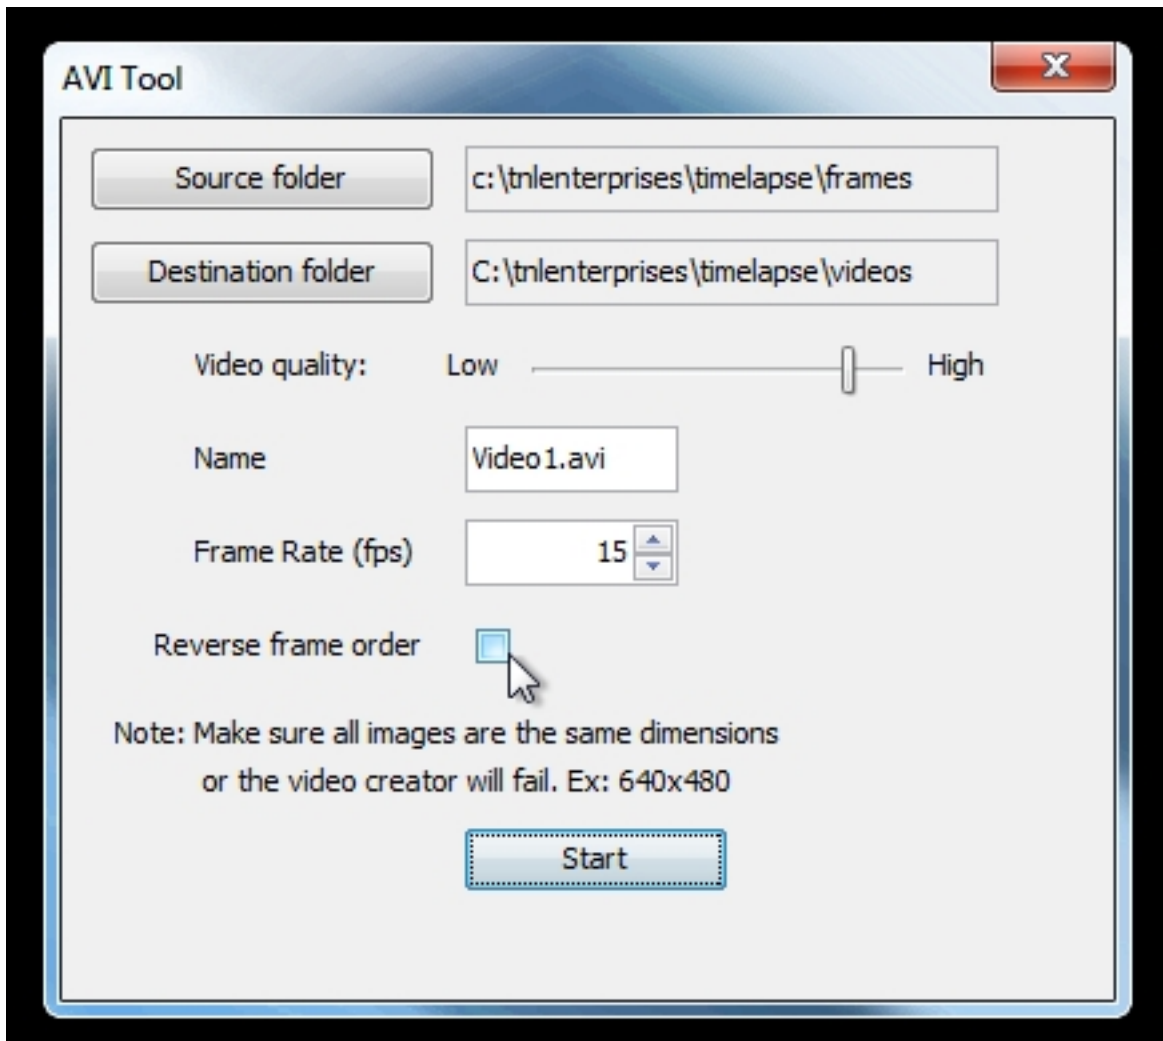 AVI Tool
Source folder c:\tnlenterprises\timelapse\frames
Destination folder C:\tnlenterprises\timelapse\videos
Video quality: Low High
Name Video1.avi
Frame Rate (fps) 15
Reverse frame order
Note: Make sure all images are the same dimensions
or the video creator will fail. Ex: 640x480
Start